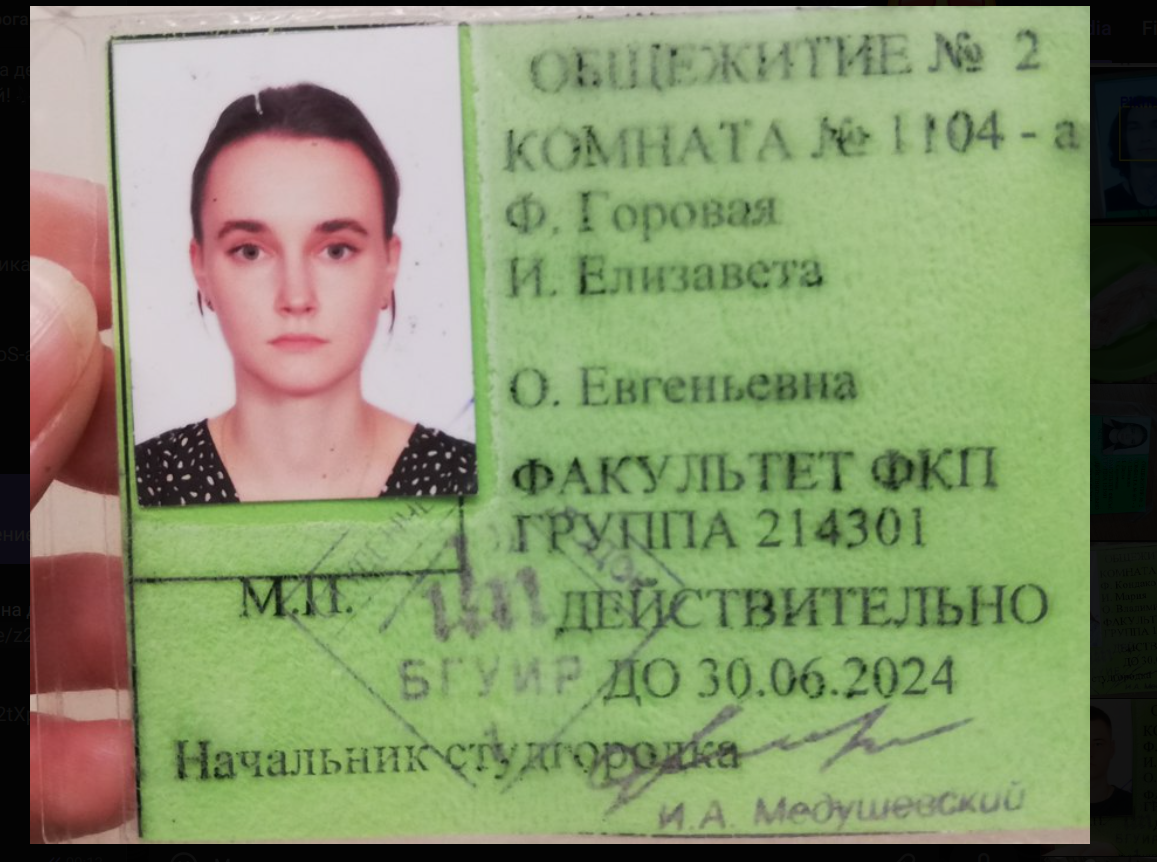 ОБЩЕЖИТИЕ № 2
КОМНАТА № 1104 - а
Ф. Горовая
И. Елизавета
О. Евгеньевна
ФАКУЛЬТЕТ ФКП
ГРУППА 214301
М.П.
ДЕЙСТВИТЕЛЬНО
БГУИР
ДО 30.06.2024
Начальник студгородка
И.А. Медушевский